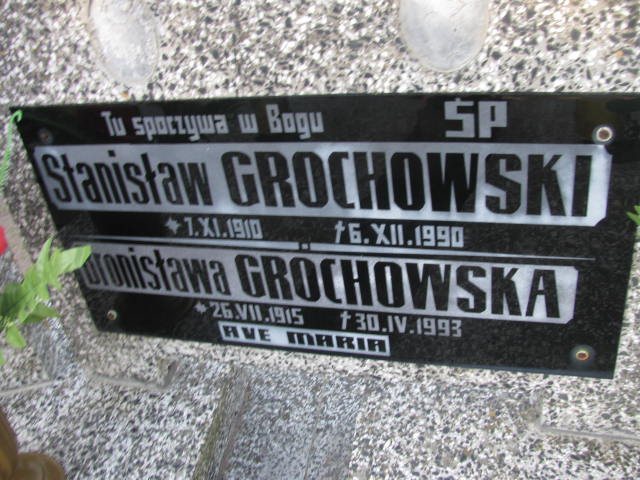 Tu spoczywa w Bogu ŚP
Stanisław GROCHOWSKI
* 7.XI.1910 † 6.XII.1990
Bronisława GROCHOWSKA
* 26.VII.1915 † 30.IV.1993
AVE MARIA